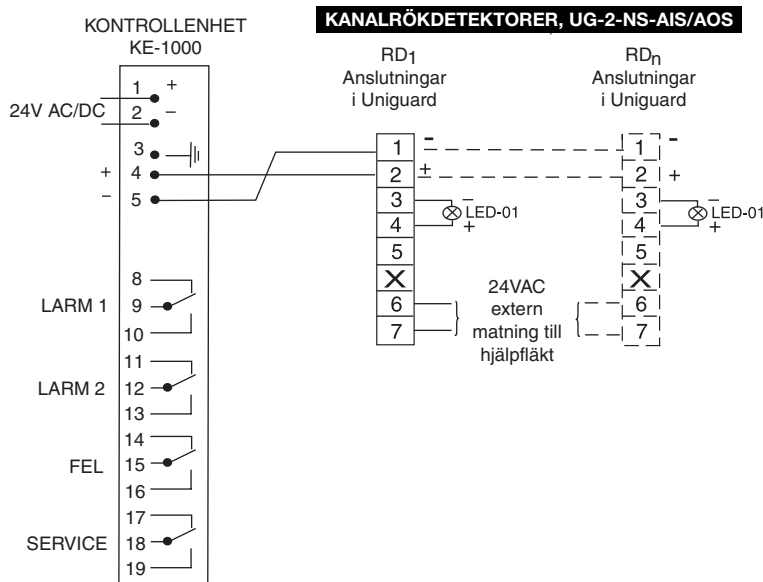 KANALRÖKDETEKTORER, UG-2-NS-AIS/AOS
KONTROLLENHET
KE-1000
RD1
Anslutningar
i Uniguard
RDn
Anslutningar
i Uniguard
24V AC/DC
1 +
2 –
3
+ 4
– 5
8
LARM 1 9
10
11
LARM 2 12
13
14
FEL 15
16
17
SERVICE 18
19
1 -
2 +
3 –
LED-01
4 +
5
X
6
7
24VAC
extern
matning till
hjälpfläkt
1 -
2 +
3 –
LED-01
4 +
5
X
6
7